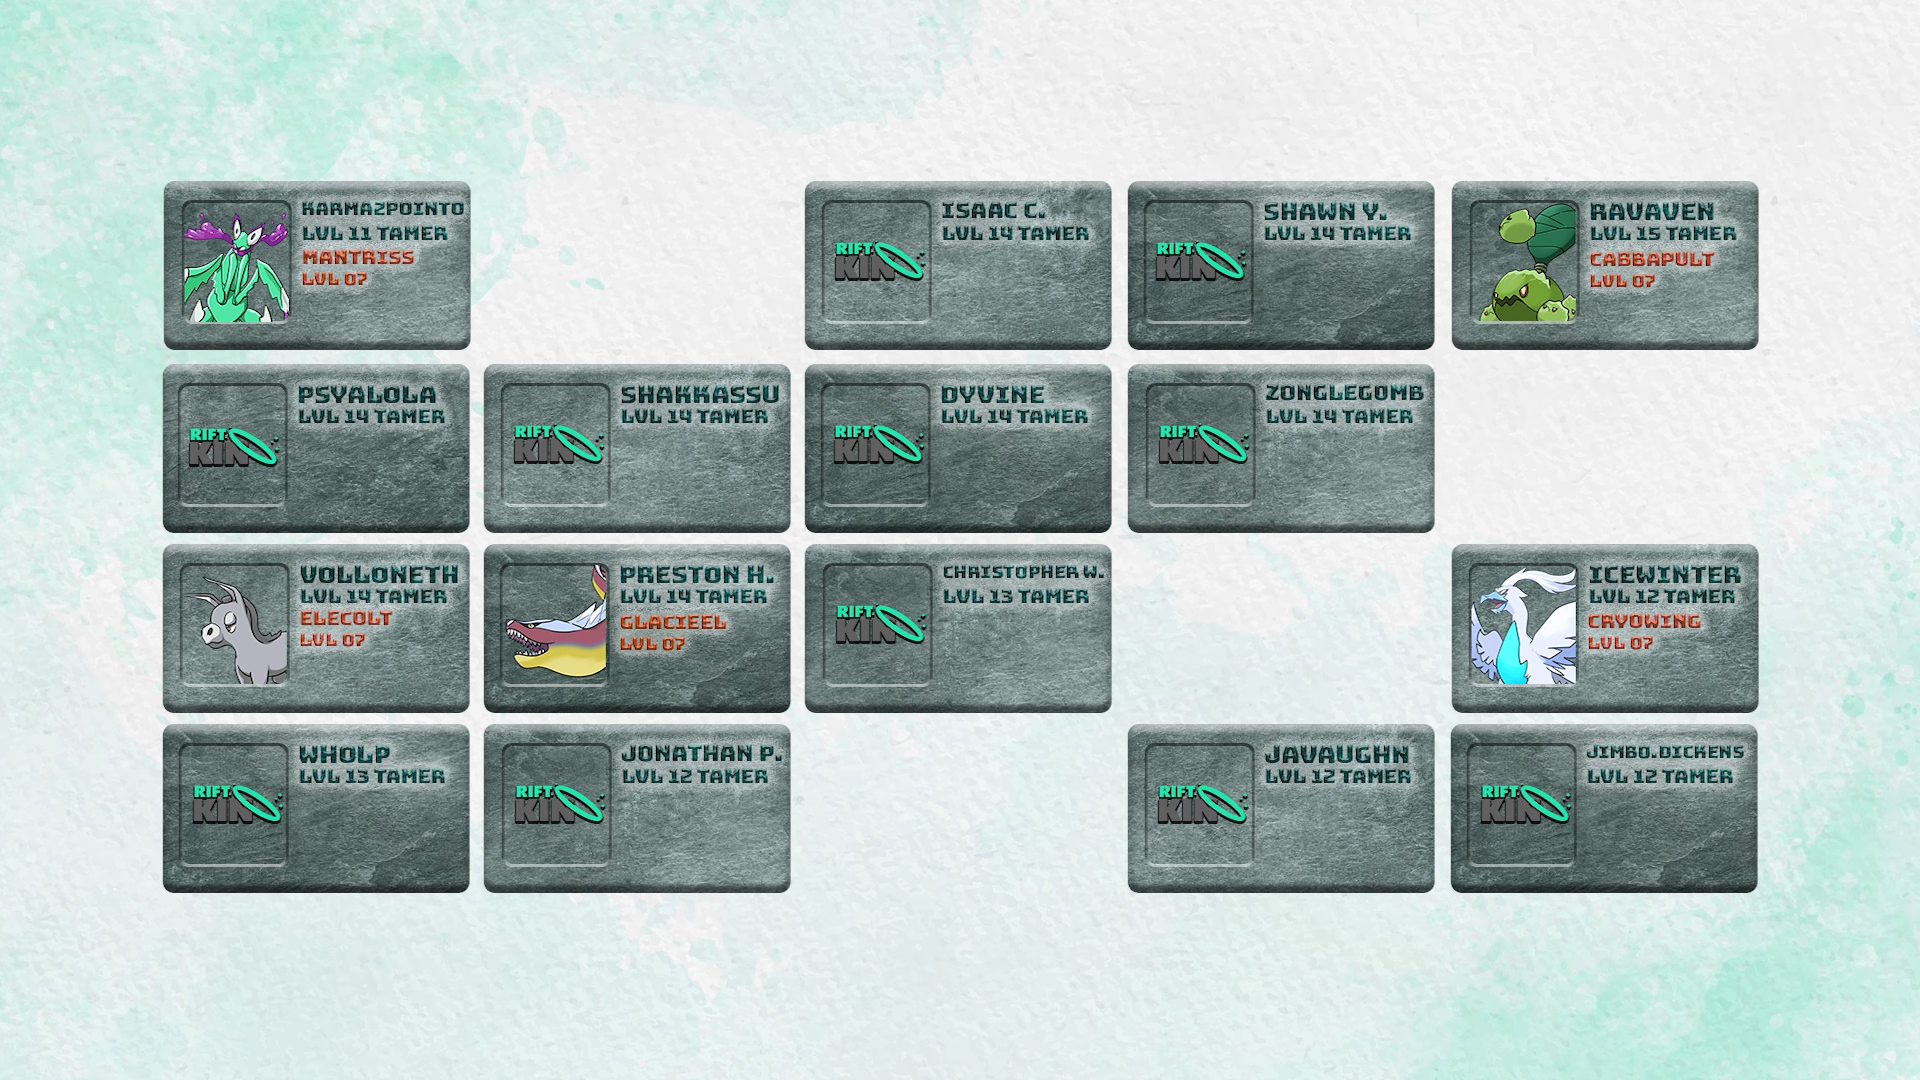 KARMA2POINTO
LVL 11 TAMER
MANTRISS
LVL 07
RIFT
KIN
ISAAC C.
LVL 14 TAMER
RIFT
KIN
SHAWN Y.
LVL 14 TAMER
RAVAVEN
LVL 15 TAMER
CABBAPULT
LVL 07
RIFT
KIN
PSYALOLA
LVL 14 TAMER
RIFT
KIN
SHAKKASSU
LVL 14 TAMER
RIFT
KIN
DYVINE
LVL 14 TAMER
RIFT
KIN
ZONGLEGOMB
LVL 14 TAMER
VOLLONETH
LVL 14 TAMER
ELECOLT
LVL 07
PRESTON H.
LVL 14 TAMER
GLACIEEL
LVL 07
RIFT
KIN
CHRISTOPHER W.
LVL 13 TAMER
ICEWINTER
LVL 12 TAMER
CRYOWING
LVL 07
RIFT
KIN
WHOLP
LVL 13 TAMER
RIFT
KIN
JONATHAN P.
LVL 12 TAMER
RIFT
KIN
JAVAUGHN
LVL 12 TAMER
RIFT
KIN
JIMBO.DICKENS
LVL 12 TAMER